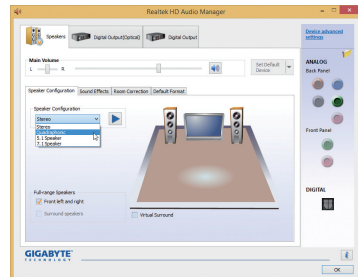 Realtek HD Audio Manager
Speakers
Digital Output(Optical)
Digital Output
Device advanced
settings
Main Volume
L
R
Set Default
Device
ANALOG
Back Panel
Speaker Configuration
Sound Effects
Room Correction
Default Format
Speaker Configuration
Stereo
Stereo
Quadraphonic
5.1 Speaker
7.1 Speaker
Front Panel
Full-range Speakers
Front left and right
Surround speakers
Virtual Surround
DIGITAL
GIGABYTE
TECHNOLOGY
i
OK